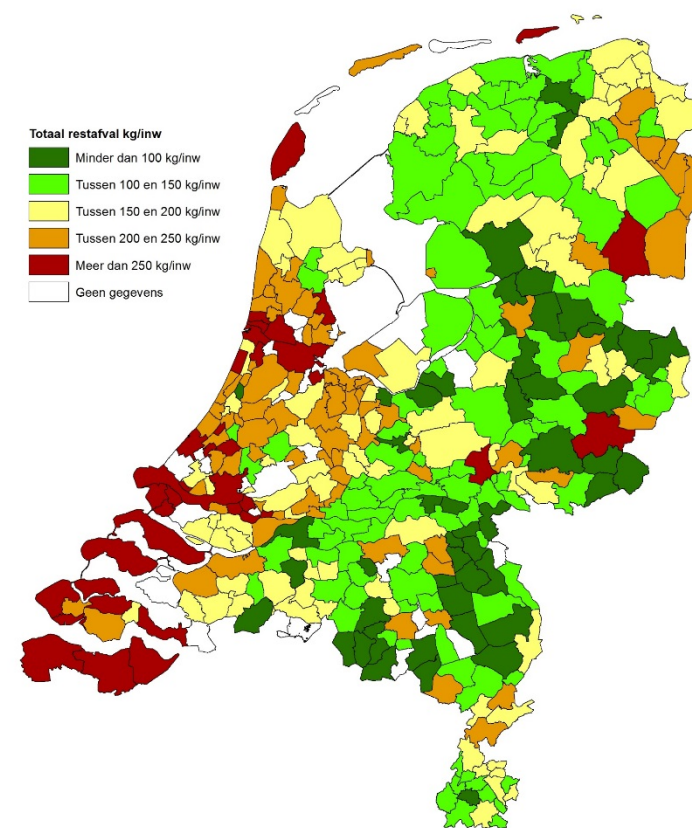 Totaal restafval kg/inw
Minder dan 100 kg/inw
Tussen 100 en 150 kg/inw
Tussen 150 en 200 kg/inw
Tussen 200 en 250 kg/inw
Meer dan 250 kg/inw
Geen gegevens